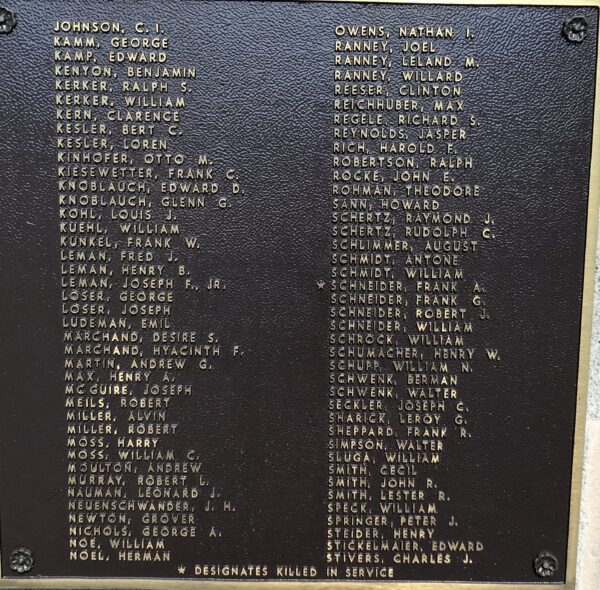 JOHNSON, C. I.
KAMM, GEORGE
KAMP, EDWARD
KENYON, BENJAMIN
KERKER, RALPH S.
KERKER, WILLIAM
KERN, CLARENCE
KESLER, BERT C.
KESLER, LOREN
KINHOFER, OTTO M.
KIESEWETTER, FRANK C.
KNOBLAUCH, EDWARD D.
KNOBLAUCH, GLENN G.
KOHL, LOUIS J.
KUEHL, WILLIAM
KUNKEL, FRANK W.
LEMAN, FRED J.
LEMAN, HENRY B.
LEMAN, JOSEPH F., JR.
LOSER, GEORGE
LOSER, JOSEPH
LUDEMAN, EMIL
MARCHAND, DESIRE S.
MARCHAND, HYACINTH F.
MARTIN, ANDREW G.
MAX, HENRY A.
MCGUIRE, JOSEPH
MEILS, ROBERT
MILLER, ALVIN
MILLER, ROBERT
MOSS, HARRY
MOSS, WILLIAM C.
MOULTON, ANDREW
MURRAY, ROBERT L.
NAUMAN, LEONARD J.
NEUENSCHWANDER, J. H.
NEWTON, GROVER
NICHOLS, GEORGE A.
NOE, WILLIAM
NOEL, HERMAN
OWENS, NATHAN I.
RANNEY, JOEL
RANNEY, LELAND M.
RANNEY, WILLARD
REESER, CLINTON
REICHHUBER, MAX
REGELE, RICHARD S.
REYNOLDS, JASPER
RICH, HAROLD F.
ROBERTSON, RALPH
ROCKE, JOHN E.
ROHMAN, THEODORE
SANN, HOWARD
SCHERTZ, RAYMOND J.
SCHERTZ, RUDOLPH C.
SCHLIMMER, AUGUST
SCHMIDT, ANTONE
SCHMIDT, WILLIAM
* SCHNEIDER, FRANK A.
SCHNEIDER, FRANK G.
SCHNEIDER, ROBERT J.
SCHNEIDER, WILLIAM
SCHROCK, WILLIAM
SCHUMACHER, HENRY W.
SCHUPP, WILLIAM N.
SCHWENK, BERMAN
SCHWENK, WALTER
SECKLER, JOSEPH C.
SHARICK, LEROY G.
SHEPPARD, FRANK R.
SIMPSON, WALTER
SLUGA, WILLIAM
SMITH, CECIL
SMITH, JOHN R.
SMITH, LESTER R.
SPECK, WILLIAM
SPRINGER, PETER J.
STEIDER, HENRY
STICKELMAIER, EDWARD
STIVERS, CHARLES J.
* DESIGNATES KILLED IN SERVICE